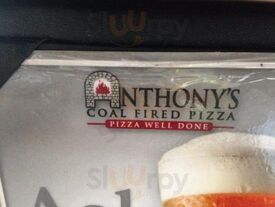 ANTHONY'S
COAL FIRED PIZZA
PIZZA WELL DONE